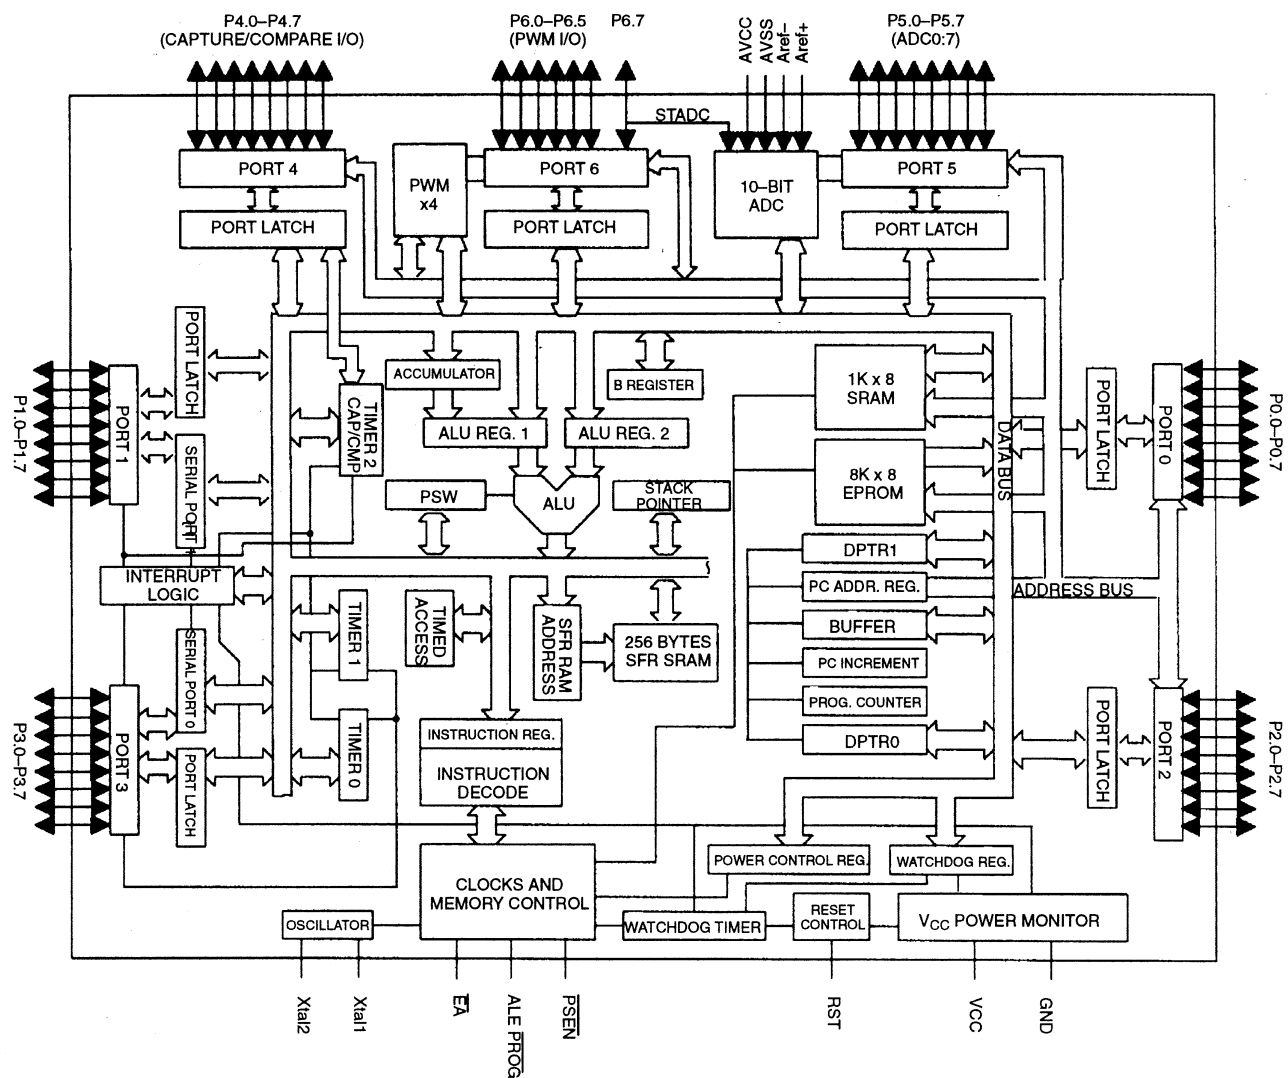 P4.0–P4.7
(CAPTURE/COMPARE I/O)
P6.0–P6.5
(PWM I/O)
P6.7
AVCC
AVSS
Aref–
Aref+
P5.0–P5.7
(ADC0:7)
STADC
PORT 4
PWM
x4
PORT 6
10–BIT
ADC
PORT 5
PORT LATCH
PORT LATCH
PORT LATCH
P1.0–P1.7
PORT 1
PORT LATCH
SERIAL PORT 1
TIMER 2
CAP/CMP
ACCUMULATOR
B REGISTER
ALU REG. 1
ALU REG. 2
1K x 8
SRAM
8K x 8
EPROM
DATA BUS
PORT LATCH
PORT 0
P0.0–P0.7
PSW
ALU
STACK
POINTER
INTERRUPT
LOGIC
DPTR1
PC ADDR. REG.
ADDRESS BUS
BUFFER
PC INCREMENT
PROG. COUNTER
DPTR0
TIMER 1
TIMED
ACCESS
SFR RAM
ADDRESS
256 BYTES
SFR SRAM
P3.0–P3.7
PORT 3
SERIAL PORT 0
PORT LATCH
TIMER 0
INSTRUCTION REG.
INSTRUCTION
DECODE
PORT LATCH
PORT 2
P2.0–P2.7
CLOCKS AND
MEMORY CONTROL
POWER CONTROL REG.
WATCHDOG REG.
OSCILLATOR
WATCHDOG TIMER
RESET
CONTROL
VCC POWER MONITOR
Xtal2
Xtal1
EA
ALE PROG
PSEN
RST
VCC
GND